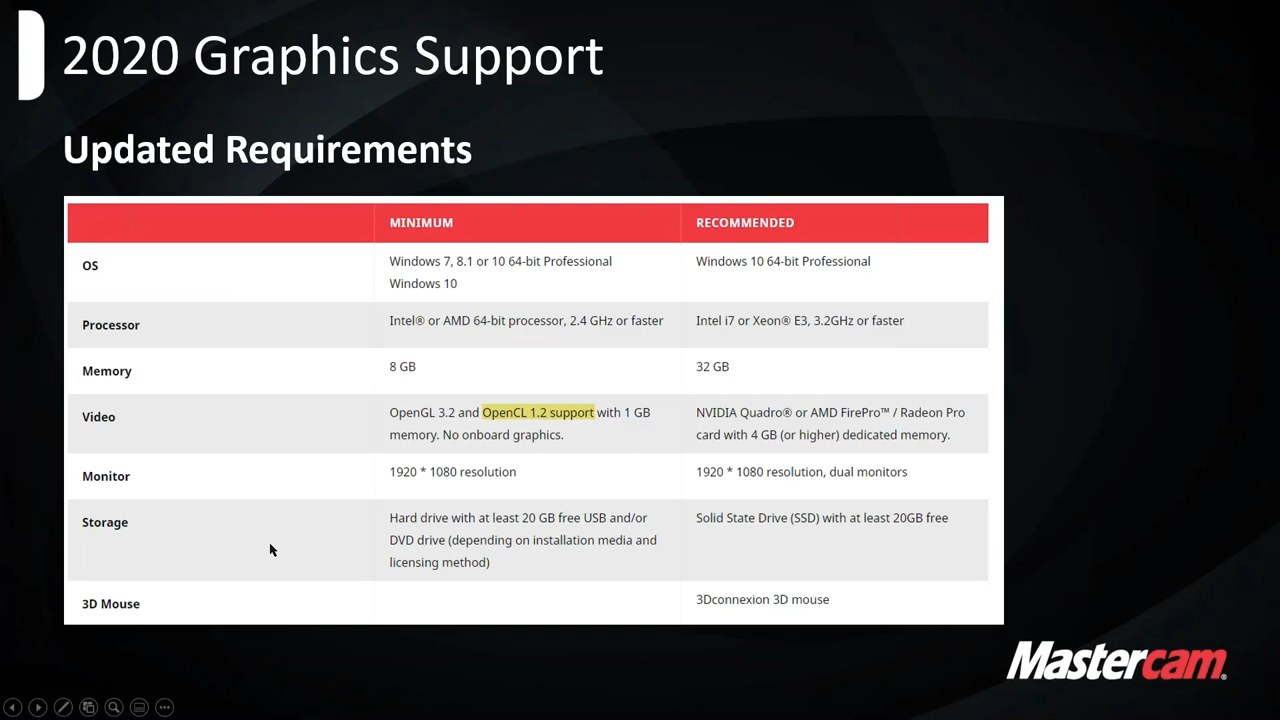 2020 Graphics Support
Updated Requirements
MINIMUM
RECOMMENDED
OS
Windows 7, 8.1 or 10 64-bit Professional
Windows 10
Windows 10 64-bit Professional
Processor
Intel® or AMD 64-bit processor, 2.4 GHz or faster
Intel i7 or Xeon® E3, 3.2GHz or faster
Memory
8 GB
32 GB
Video
OpenGL 3.2 and OpenCL 1.2 support with 1 GB
memory. No onboard graphics.
NVIDIA Quadro® or AMD FirePro™ / Radeon Pro
card with 4 GB (or higher) dedicated memory.
Monitor
1920 * 1080 resolution
1920 * 1080 resolution, dual monitors
Storage
Hard drive with at least 20 GB free USB and/or
DVD drive (depending on installation media and
licensing method)
Solid State Drive (SSD) with at least 20GB free
3D Mouse
3Dconnexion 3D mouse
Mastercam®